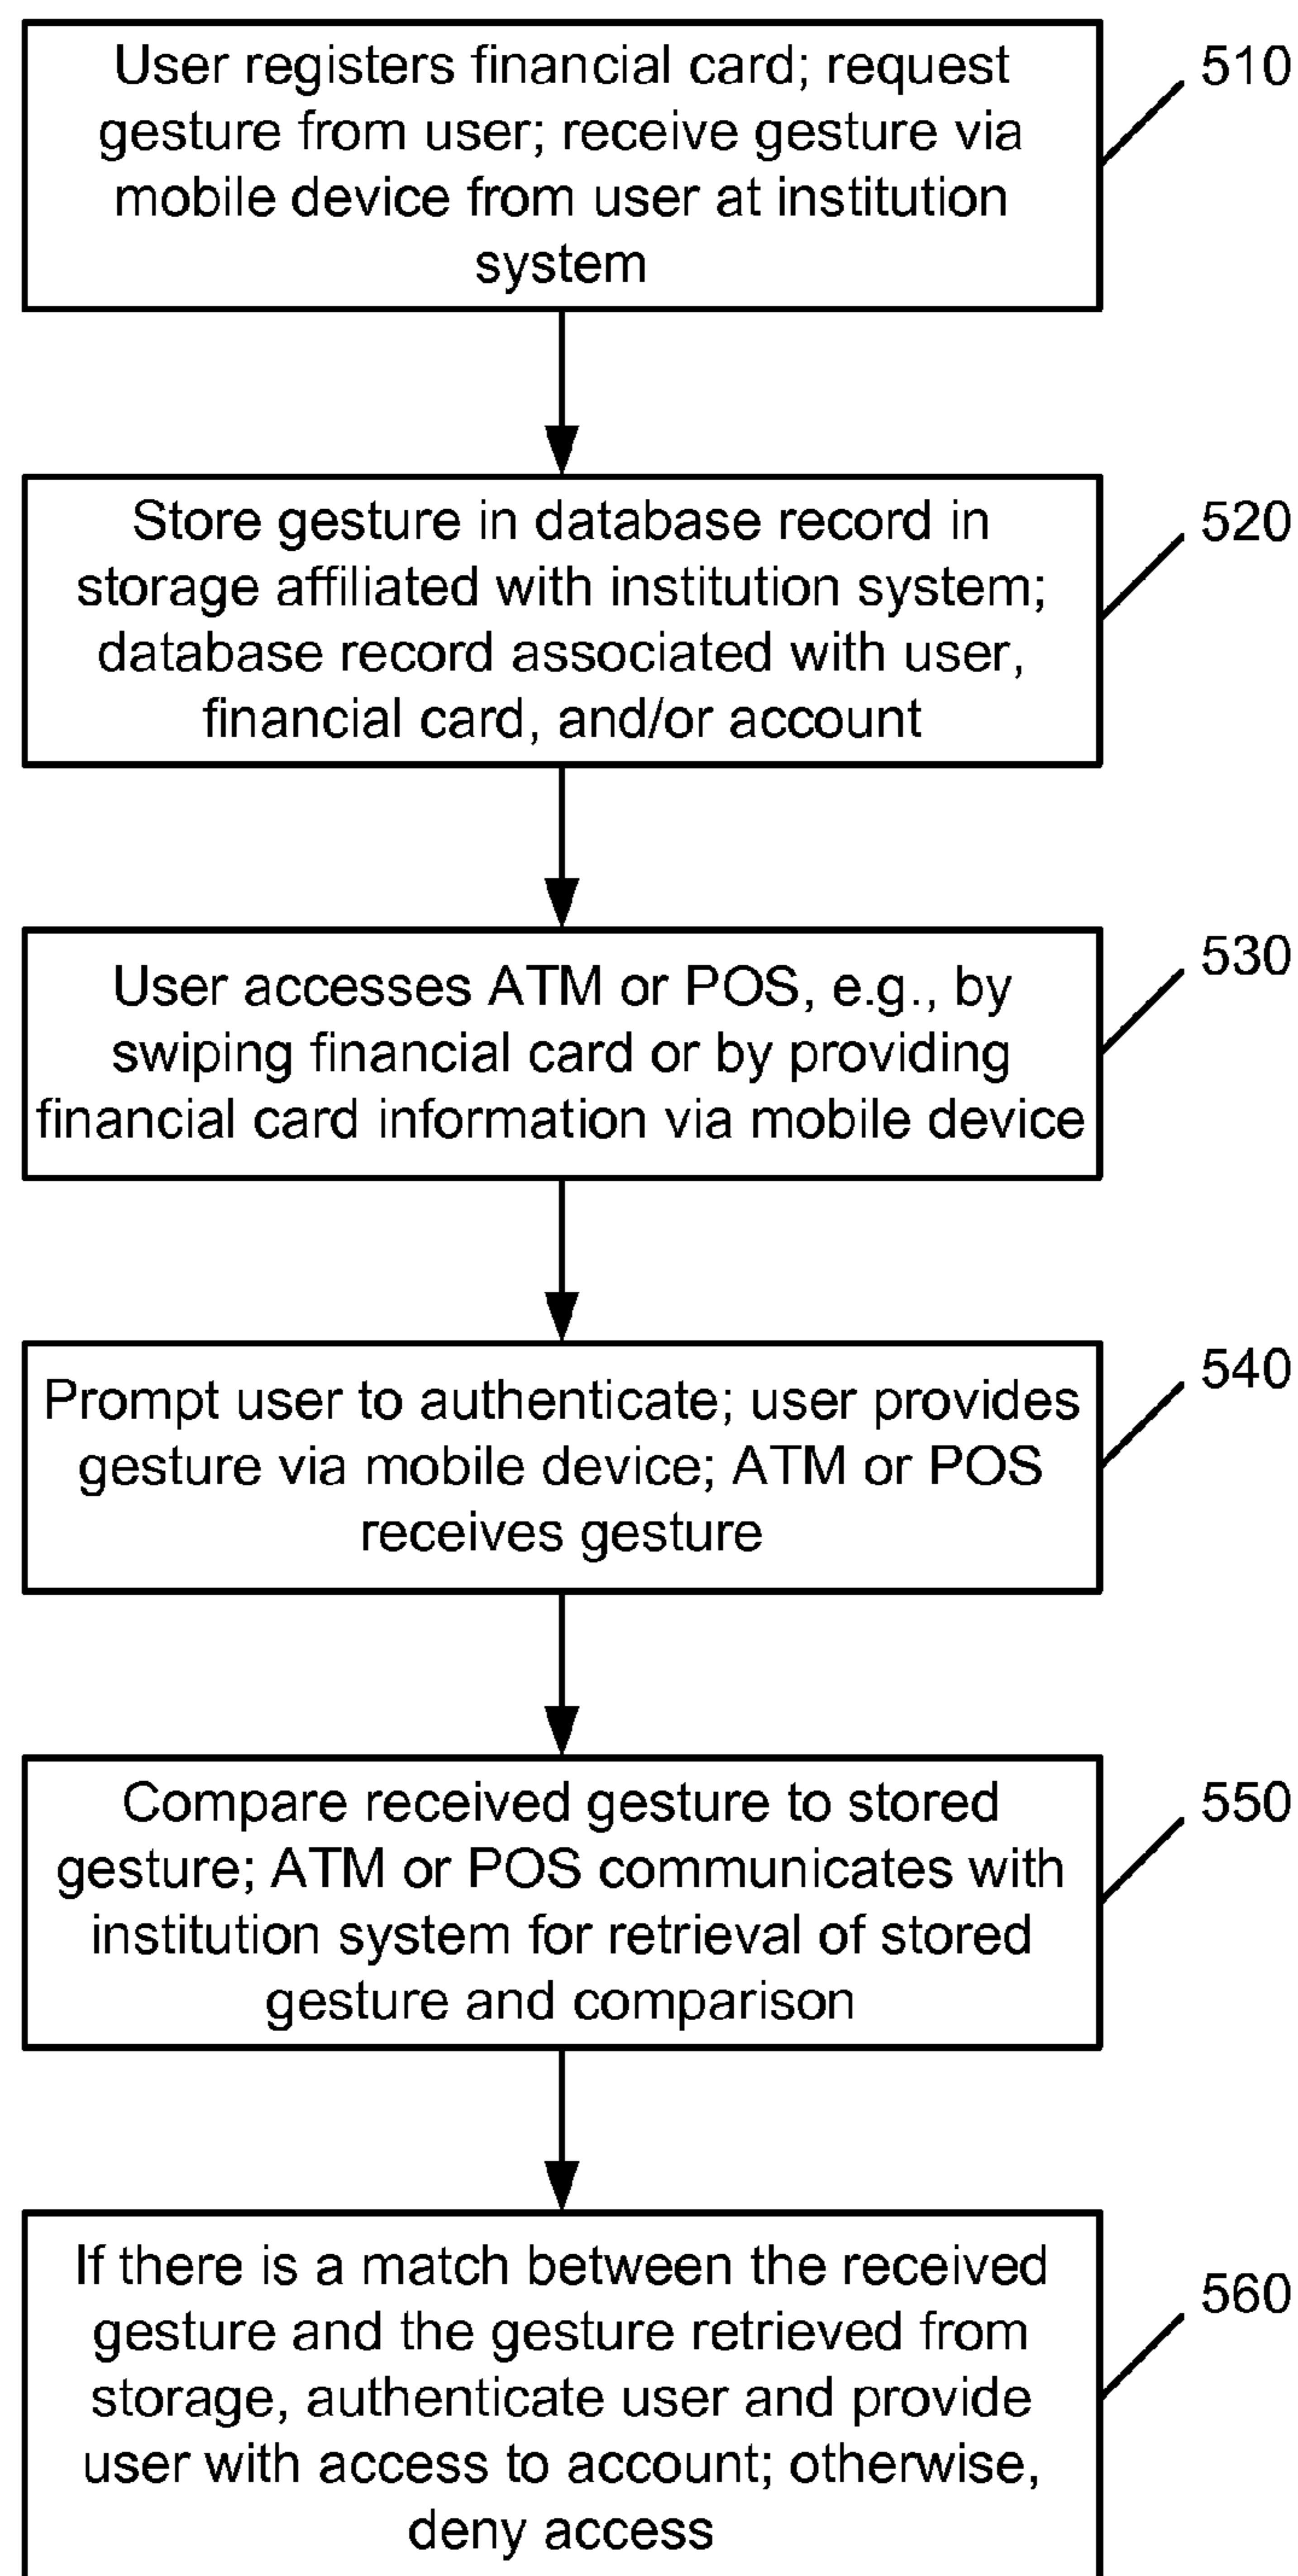 User registers financial card; request
gesture from user; receive gesture via
mobile device from user at institution
system
510
Store gesture in database record in
storage affiliated with institution system;
database record associated with user,
financial card, and/or account
520
User accesses ATM or POS, e.g., by
swiping financial card or by providing
financial card information via mobile device
530
Prompt user to authenticate; user provides
gesture via mobile device; ATM or POS
receives gesture
540
Compare received gesture to stored
gesture; ATM or POS communicates with
institution system for retrieval of stored
gesture and comparison
550
If there is a match between the received
gesture and the gesture retrieved from
storage, authenticate user and provide
user with access to account; otherwise,
deny access
560